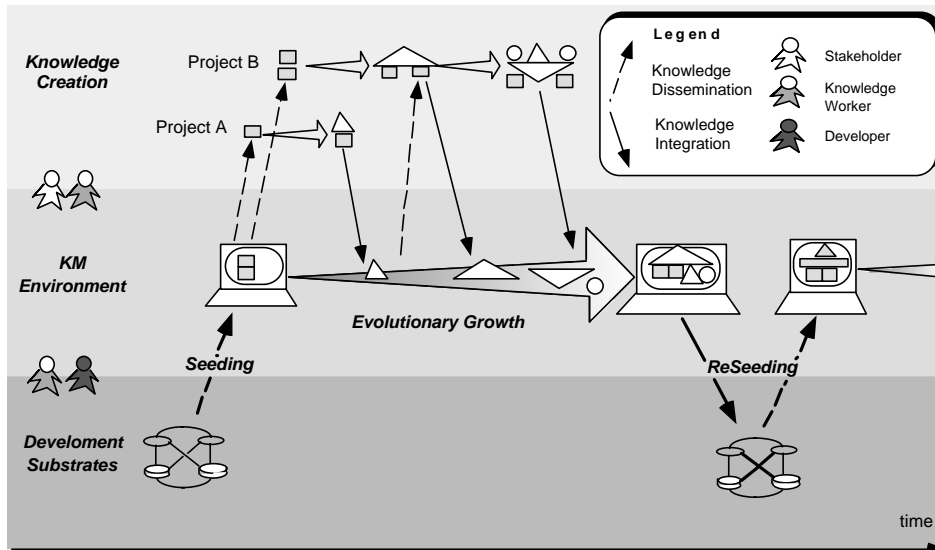 Knowledge
Creation
Project B
Project A
Legend
Knowledge
Dissemination
Knowledge
Integration
Stakeholder
Knowledge
Worker
Developer
KM
Environment
Evolutionary Growth
Seeding
ReSeeding
Develoment
Substrates
time